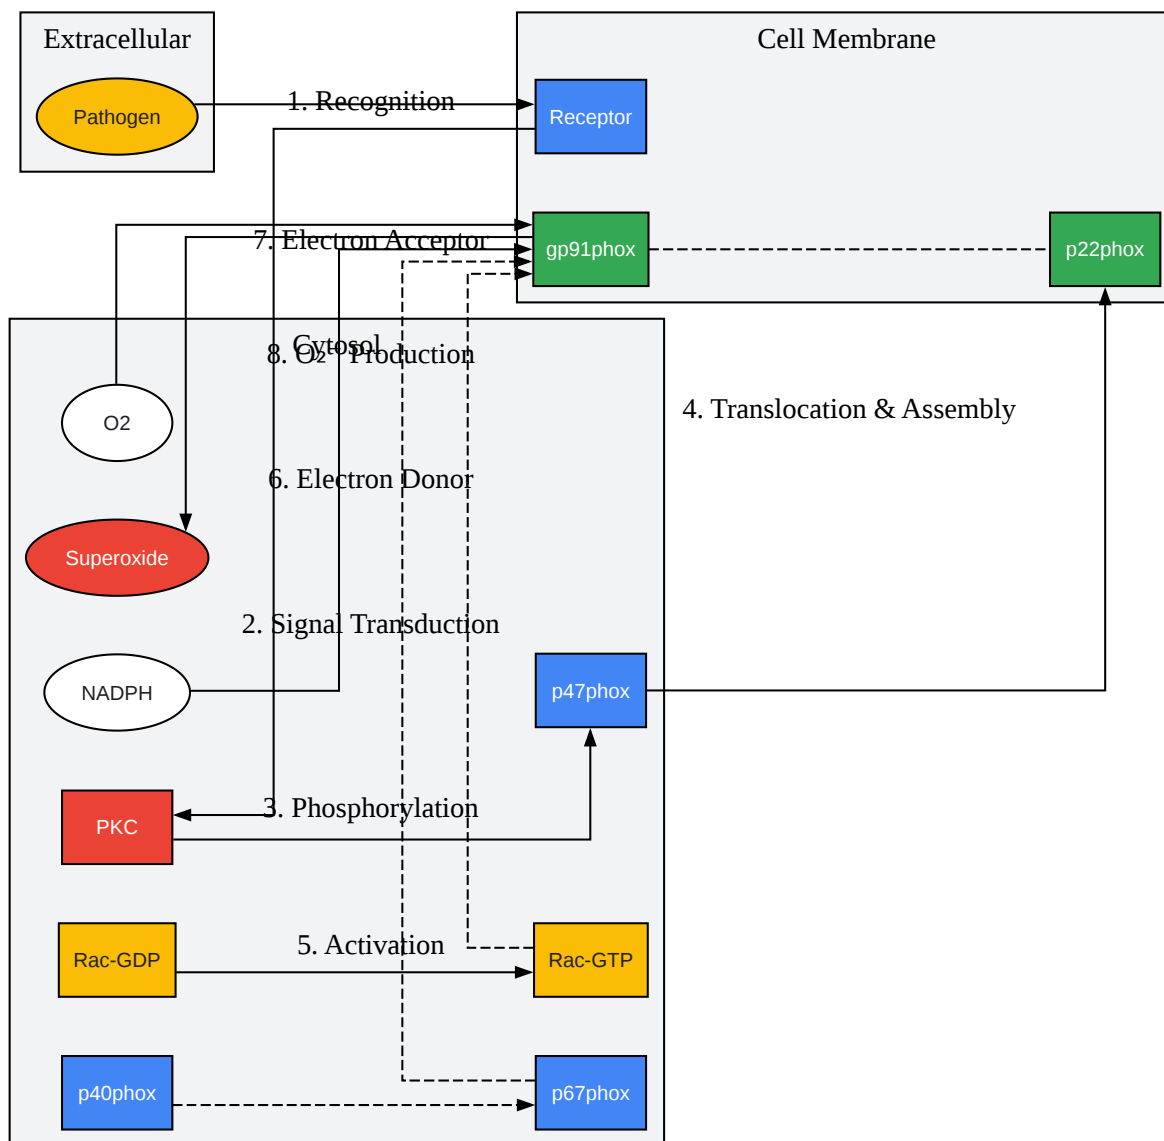 Extracellular
Cell Membrane
Pathogen
1. Recognition
Receptor
7. Electron Acceptor
gp91phox
p22phox
Cytosol
8. O₂⁻ Production
O2
4. Translocation & Assembly
6. Electron Donor
Superoxide
2. Signal Transduction
NADPH
p47phox
3. Phosphorylation
PKC
5. Activation
Rac-GDP
Rac-GTP
p40phox
p67phox